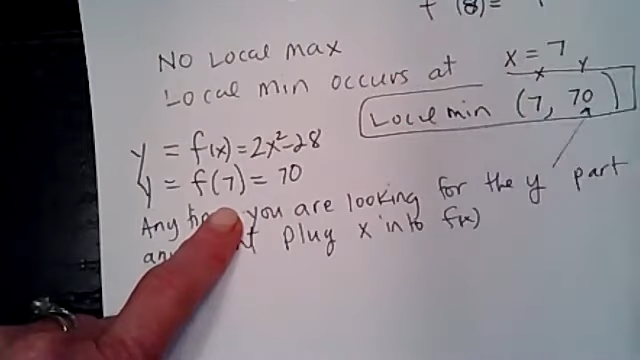 f (8) =
No Local max
Local min occurs at x = 7
x y
Local min (7, 70)
y = f(x) = 2x²-28
y = f(7) = 70
Any you are looking for the y part
plug x into f(x)